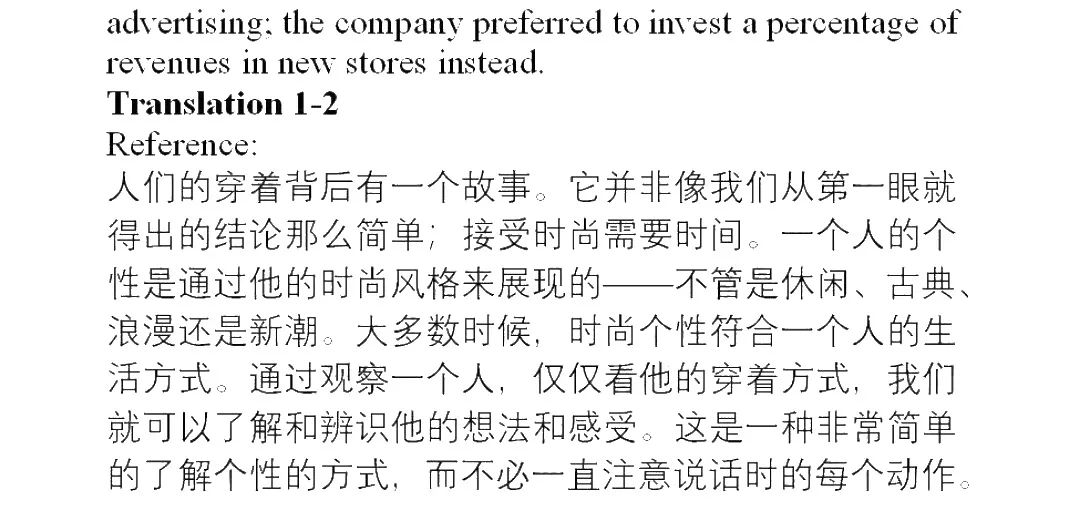 advertising; the company preferred to invest a percentage of
revenues in new stores instead.
Translation 1-2
Reference:
人们的穿着背后有一个故事。它并非像我们从第一眼就
得出的结论那么简单；接受时尚需要时间。一个人的个
性是通过他的时尚风格来展现的——不管是休闲、古典、
浪漫还是新潮。大多数时候，时尚个性符合一个人的生
活方式。通过观察一个人，仅仅看他的穿着方式，我们
就可以了解和辨识他的想法和感受。这是一种非常简单
的了解个性的方式，而不必一直注意说话时的每个动作。